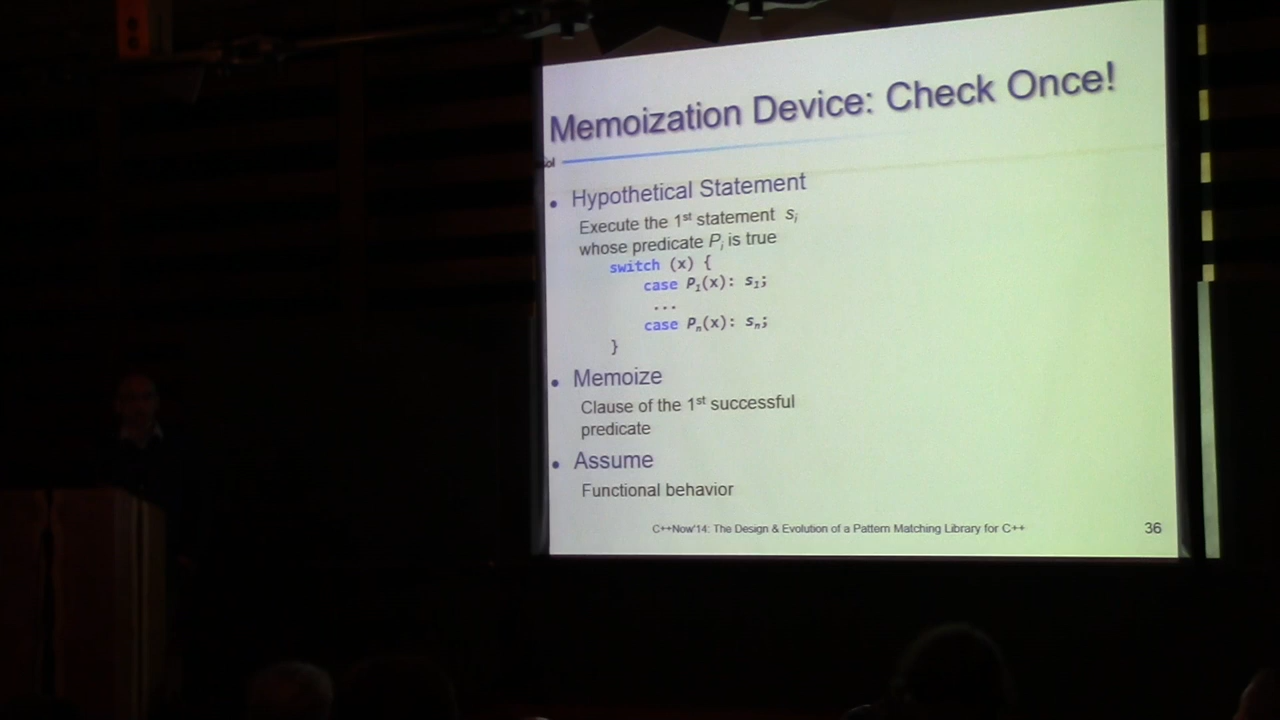 Memoization Device: Check Once!
• Hypothetical Statement
Execute the 1st statement si
whose predicate Pi is true
switch (x) {
case P1(x): s1;
...
case Pn(x): sn;
}
• Memoize
Clause of the 1st successful
predicate
• Assume
Functional behavior
C++Now'14: The Design & Evolution of a Pattern Matching Library for C++
36